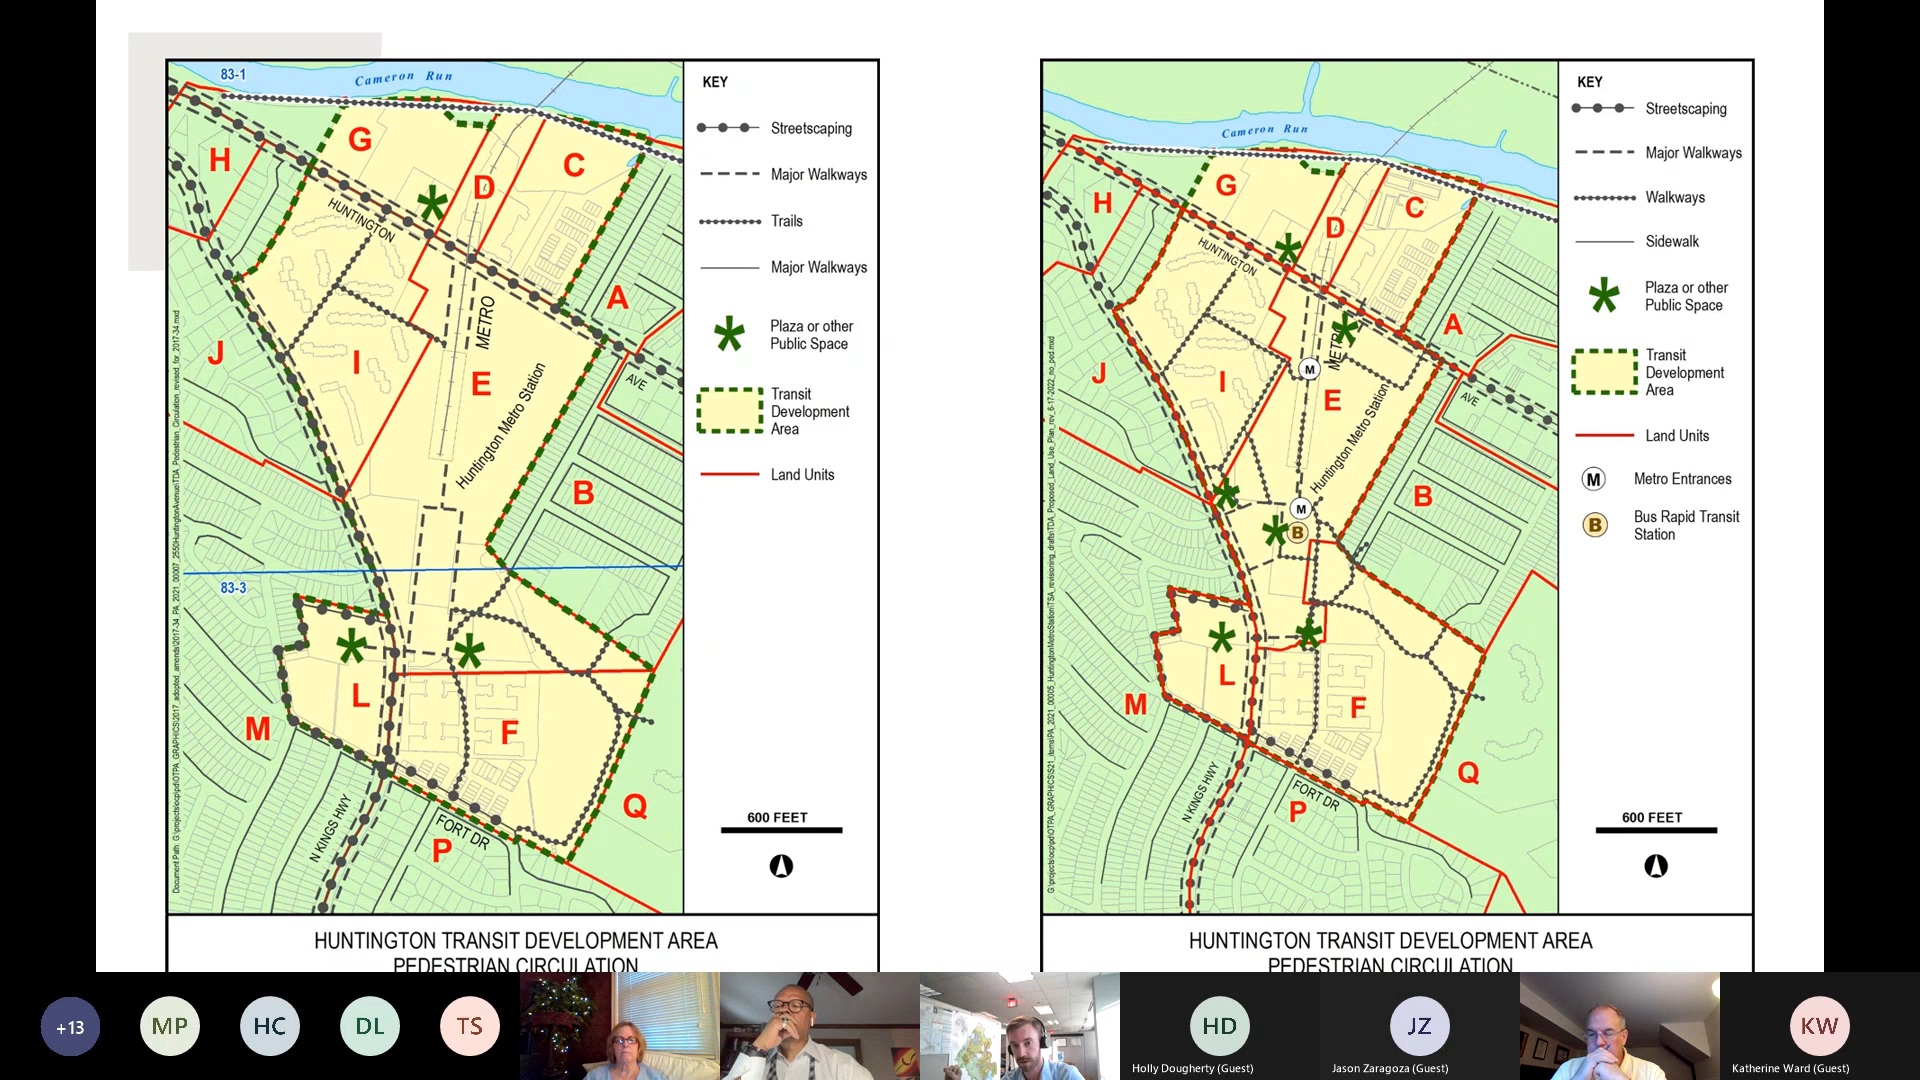 83-1
Cameron Run
G
H
C
D
HUNTINGTON
A
METRO
J
I
E
AVE
Huntington Metro Station
B
83-3
L
M
F
Q
N KINGS HWY
FORT DR
P
KEY
Streetscaping
Major Walkways
Trails
Major Walkways
Plaza or other
Public Space
Transit
Development
Area
Land Units
600 FEET
HUNTINGTON TRANSIT DEVELOPMENT AREA
PEDESTRIAN CIRCULATION
Cameron Run
G
H
C
D
HUNTINGTON
A
METRO
J
M
I
E
AVE
Huntington Metro Station
B
M
B
L
M
F
Q
N KINGS HWY
FORT DR
P
KEY
Streetscaping
Major Walkways
Walkways
Sidewalk
Plaza or other
Public Space
Transit
Development
Area
Land Units
M Metro Entrances
B Bus Rapid Transit
Station
600 FEET
HUNTINGTON TRANSIT DEVELOPMENT AREA
PEDESTRIAN CIRCULATION
+13
MP
HC
DL
TS
HD
Holly Dougherty (Guest)
JZ
Jason Zaragoza (Guest)
KW
Katherine Ward (Guest)